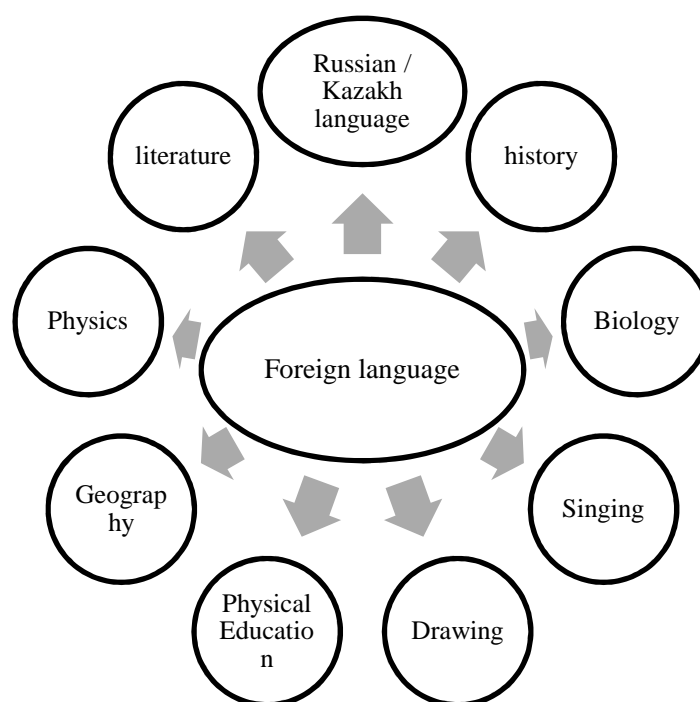 Russian /
Kazakh
language
literature
history
Physics
Foreign language
Biology
Geograp
hy
Singing
Physical
Educatio
n
Drawing